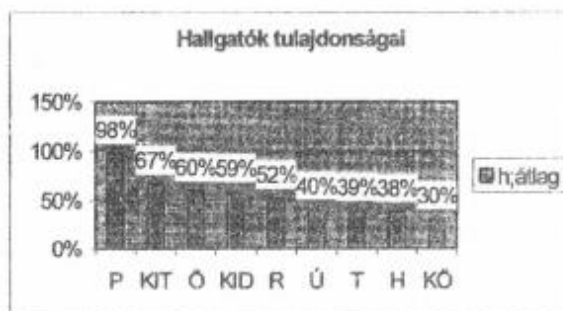 Hallgatók tulajdonságai
150%
100%
50%
0%
98% 67% 60% 59% 52% 40% 39% 38% 30%
P KIT Ö KID R Ú T H KÖ
h;átlag